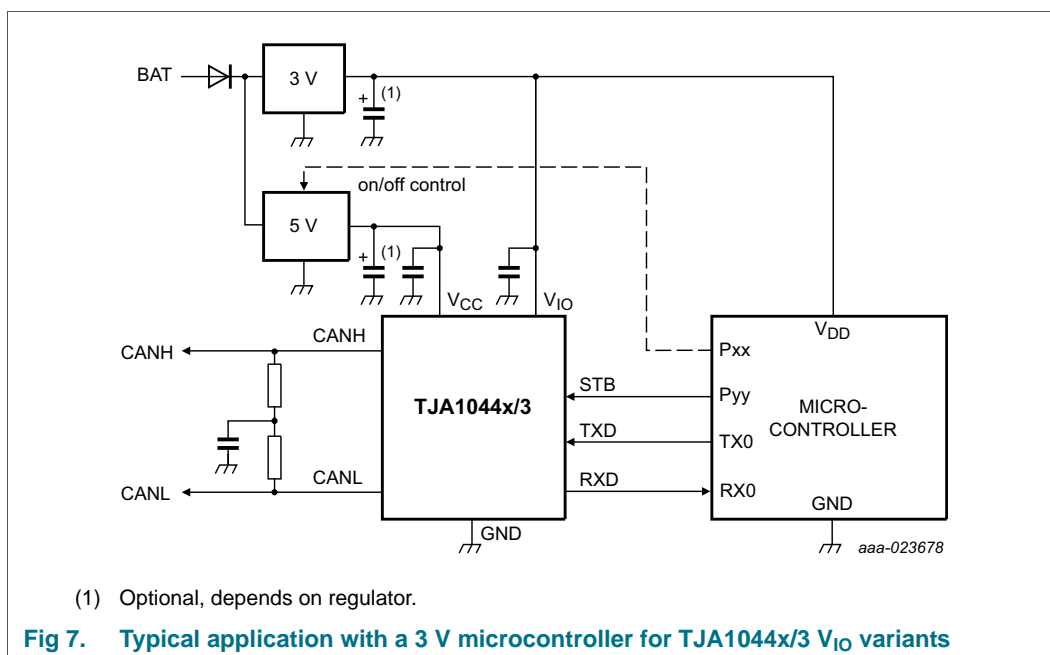 BAT
3 V
+
(1)
on/off control
5 V
+
(1)
VCC
VIO
VDD
CANH
CANH
Pxx
STB
Pyy
TJA1044x/3
MICRO-
CONTROLLER
TXD
TX0
RXD
RX0
CANL
CANL
GND
GND
aaa-023678
(1) Optional, depends on regulator.
Fig 7. Typical application with a 3 V microcontroller for TJA1044x/3 VIO variants